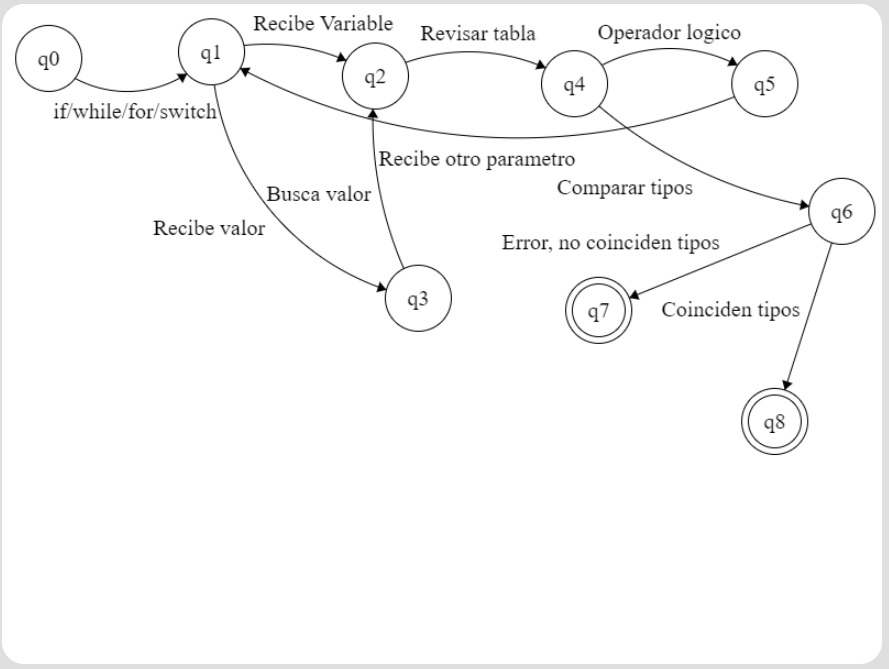 q0
q1
Recibe Variable
q2
Revisar tabla
q4
Operador logico
q5
if/while/for/switch
Recibe otro parametro
Busca valor
Comparar tipos
Recibe valor
q6
Error, no coinciden tipos
q3
q7
Coinciden tipos
q8